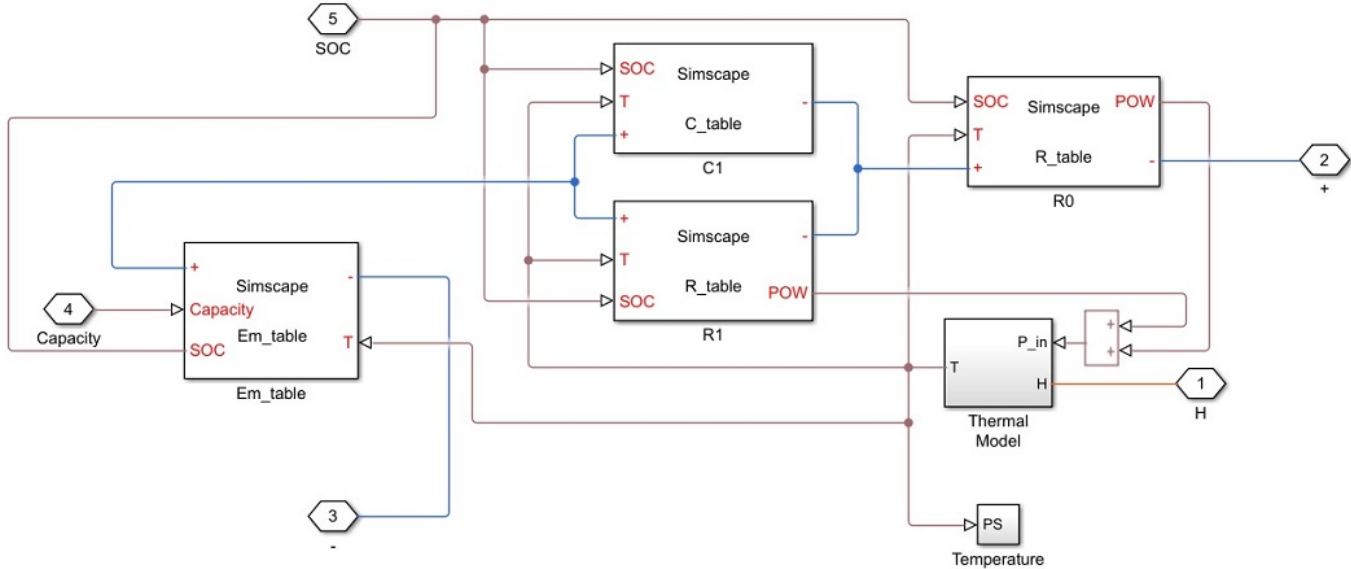 5
SOC
SOC
Simscape
T
C_table
+
-
C1
SOC
Simscape
POW
T
R_table
+
-
R0
2
+
+
Simscape
-
T
R_table
SOC
POW
R1
+
Simscape
-
Capacity
Em_table
SOC
T
Em_table
4
Capacity
+
+
P_in
T
H
Thermal
Model
1
H
3
-
PS
Temperature